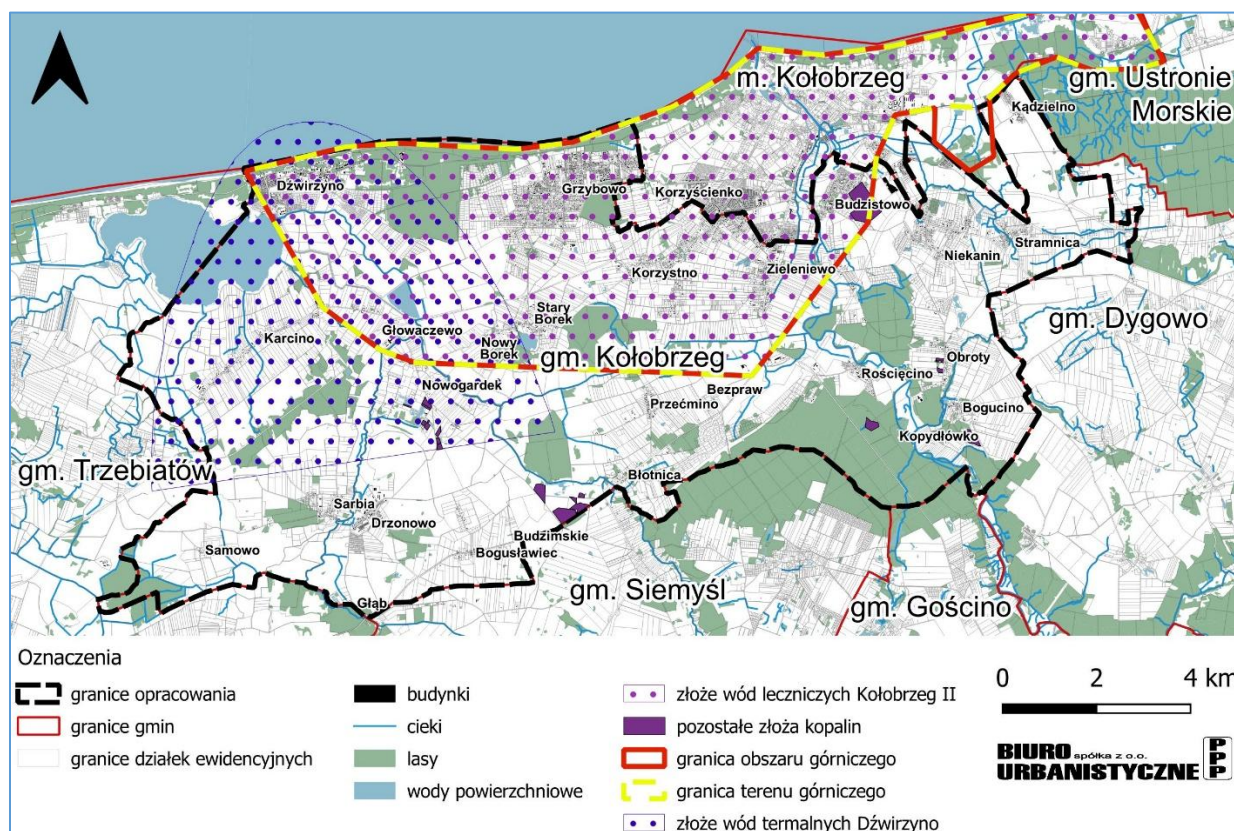 m. Kołobrzeg
gm. Ustronie
Morskie
Kądzielno
Dźwirzyno
Grzybowo
Korzyścienko
Budzistowo
Stramnica
Niekanin
Korzystno
Zieleniewo
Stary
Borek
Karcino
Głowaczewo
Nowy
Borek
gm. Kołobrzeg
gm. Dygowo
Obroty
Rościęcino
Nowogardek
Bezpraw
Przećmino
Bogucino
Kopydłówko
gm. Trzebiatów
Błotnica
Sarbia
Drzonowo
Budźimskie
Samowo
Bogusławiec
gm. Siemyśl
Głąb
gm. Gościno
Oznaczenia
granice opracowania
granice gmin
granice działek ewidencyjnych
budynki
cieki
lasy
wody powierzchniowe
złoże wód leczniczych Kołobrzeg II
pozostałe złoża kopalin
granica obszaru górniczego
granica terenu górniczego
złoże wód termalnych Dźwirzyno
0 2 4 km
BIURO spółka z o.o.
URBANISTYCZNE
PPP